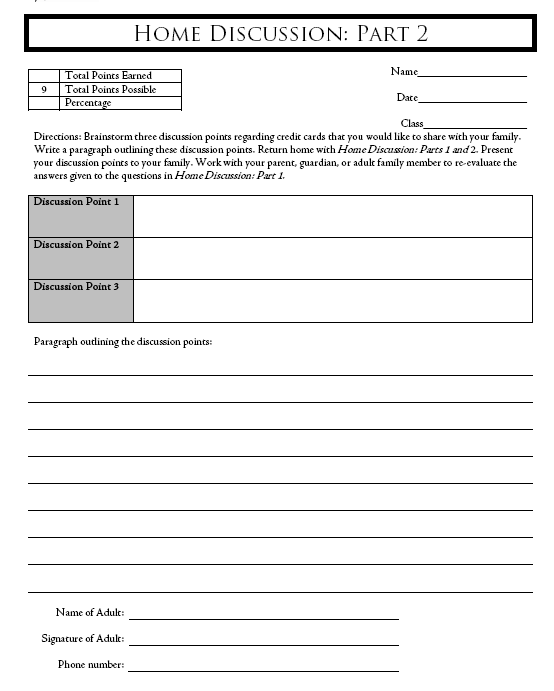 HOME DISCUSSION: PART 2
Total Points Earned
9 Total Points Possible
Percentage
Name
Date
Class
Directions: Brainstorm three discussion points regarding credit cards that you would like to share with your family.
Write a paragraph outlining these discussion points. Return home with Home Discussion: Parts 1 and 2. Present
your discussion points to your family. Work with your parent, guardian, or adult family member to re-evaluate the
answers given to the questions in Home Discussion: Part 1.
Discussion Point 1
Discussion Point 2
Discussion Point 3
Paragraph outlining the discussion points:
Name of Adult:
Signature of Adult:
Phone number: